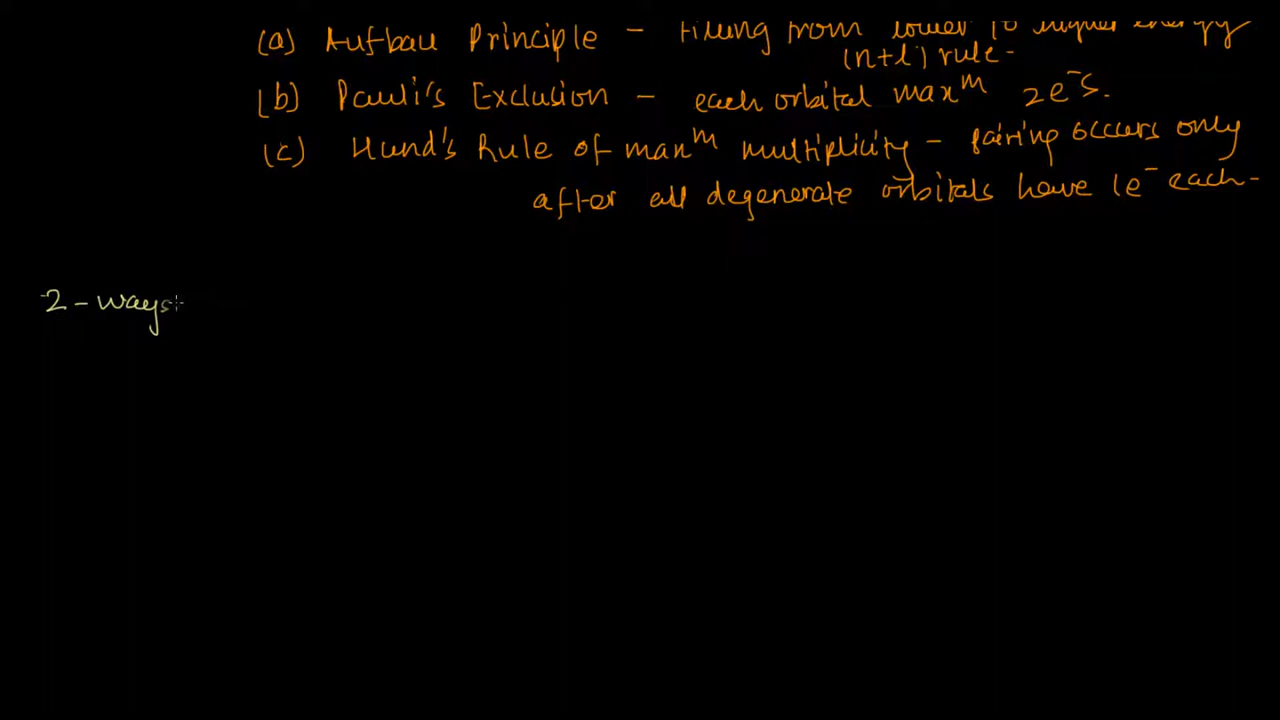 (a) Aufbau Principle - Filling from lower to higher energy
(n+l) rule-
(b) Pauli's Exclusion - each orbital maxᵐ 2e⁻s.
(c) Hund's Rule of maxᵐ multiplicity - pairing occurs only
after all degenerate orbitals have 1e⁻ each-
2-ways